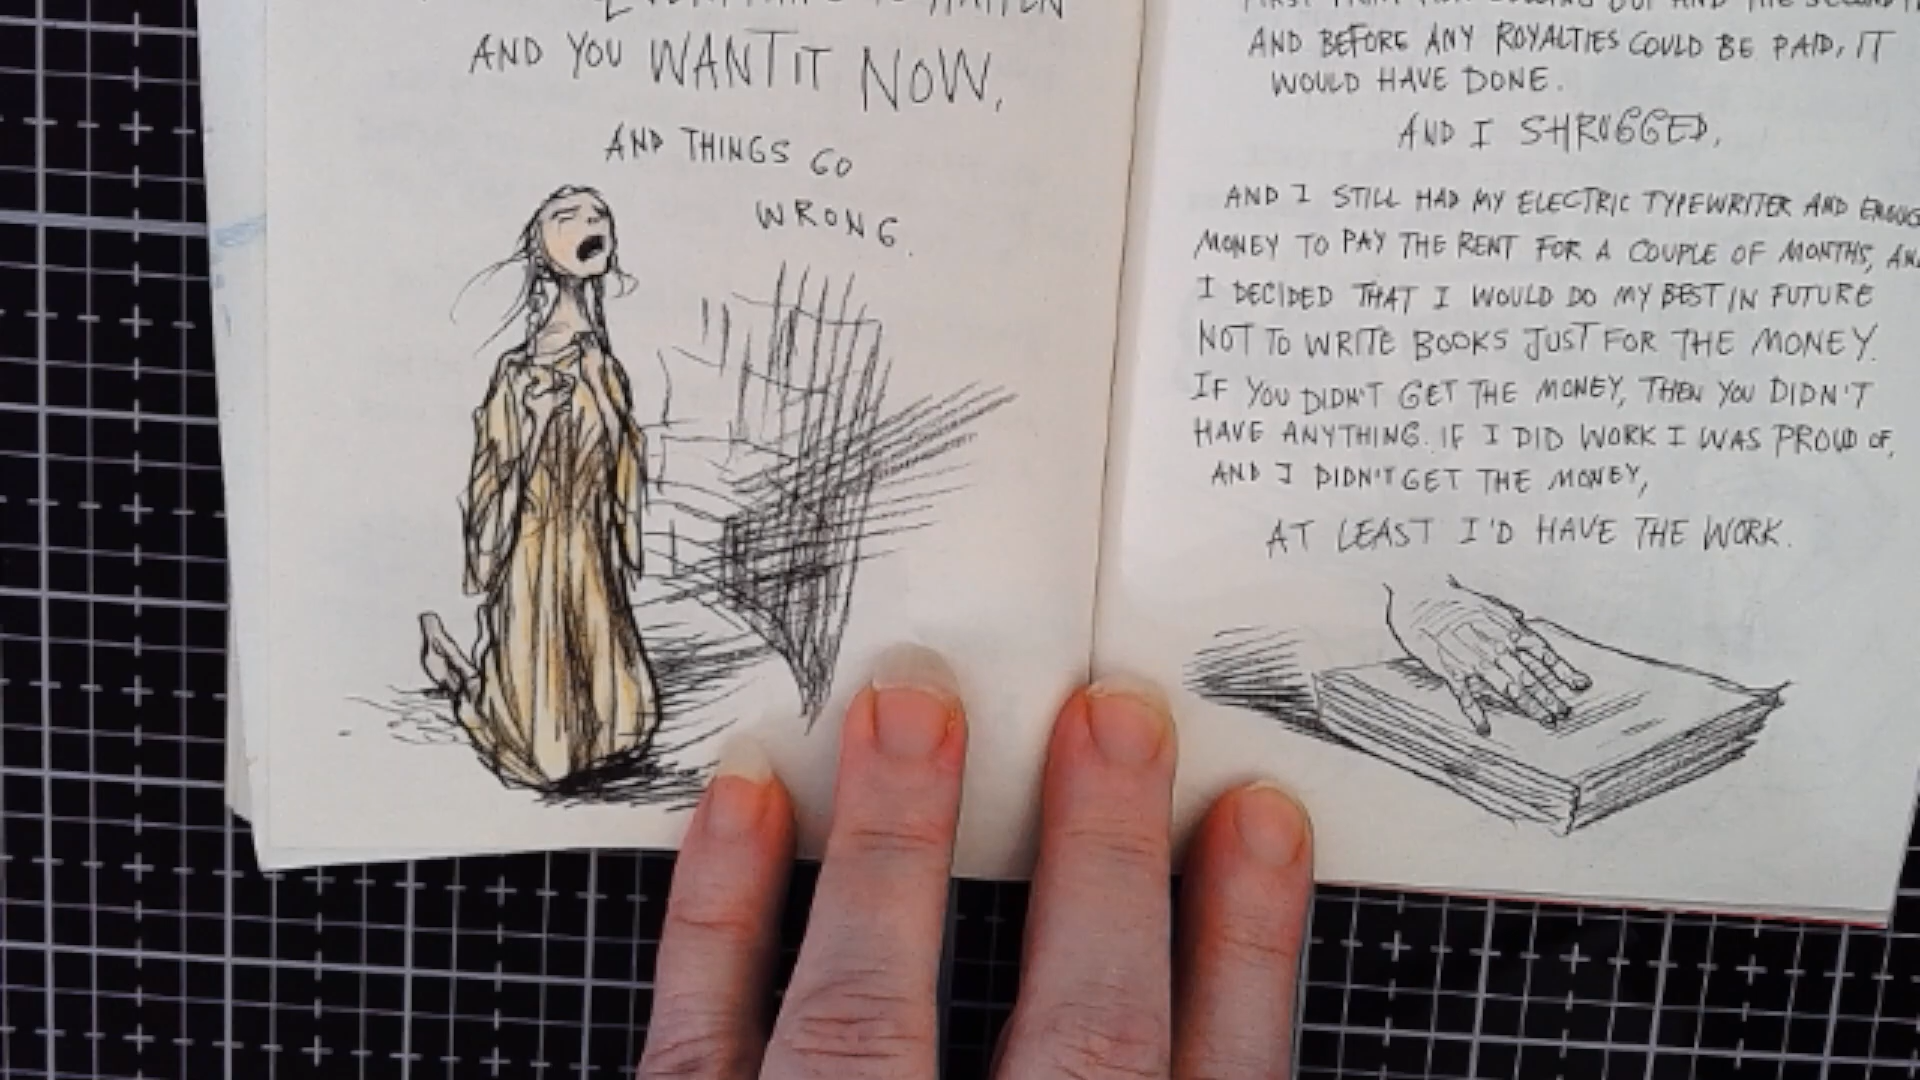 AND YOU WANT IT NOW,
AND THINGS GO
WRONG.
AND BEFORE ANY ROYALTIES COULD BE PAID, IT
WOULD HAVE DONE.
AND I SHRUGGED,
AND I STILL HAD MY ELECTRIC TYPEWRITER AND
MONEY TO PAY THE RENT FOR A COUPLE OF MONTHS,
I DECIDED THAT I WOULD DO MY BEST IN FUTURE
NOT TO WRITE BOOKS JUST FOR THE MONEY.
IF YOU DIDN'T GET THE MONEY, THEN YOU DIDN'T
HAVE ANYTHING. IF I DID WORK I WAS PROUD OF,
AND I DIDN'T GET THE MONEY,
AT LEAST I'D HAVE THE WORK.